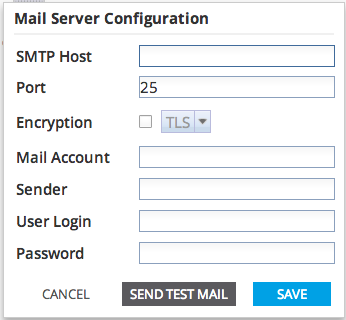 Mail Server Configuration
SMTP Host
Port 25
Encryption TLS
Mail Account
Sender
User Login
Password
CANCEL SEND TEST MAIL SAVE